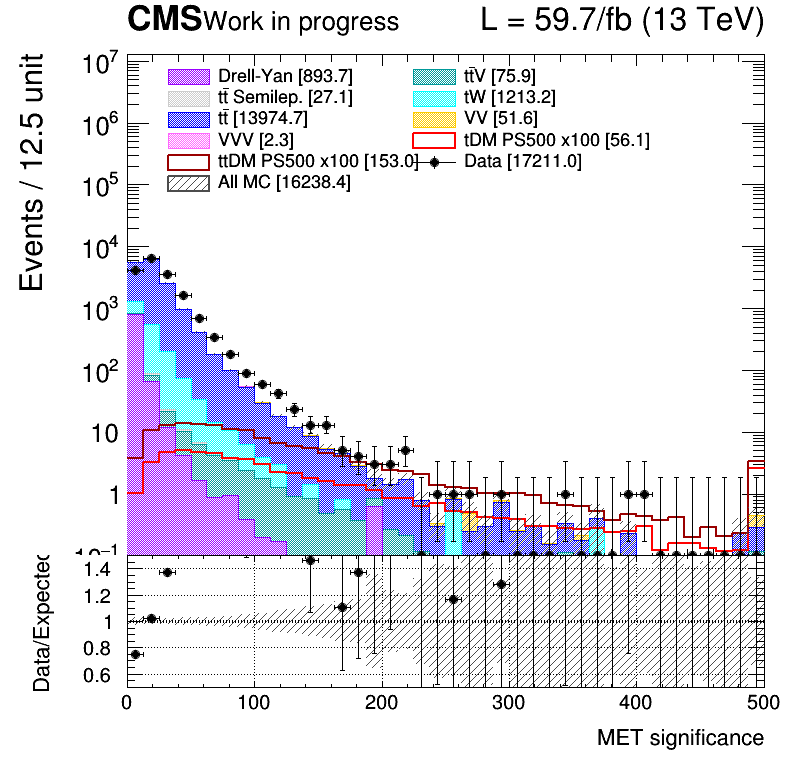 CMS Work in progress L = 59.7/fb (13 TeV)
Events / 12.5 unit
10⁷
10⁶
10⁵
10⁴
10³
10²
10
1
10⁻¹
Drell-Yan [893.7]
tt̄V [75.9]
tt̄ Semilep. [27.1]
tW [1213.2]
tt̄ [13974.7]
VV [51.6]
VVV [2.3]
tDM PS500 x100 [56.1]
ttDM PS500 x100 [153.0]
Data [17211.0]
All MC [16238.4]
Data/Expected
1.4
1.2
1
0.8
0.6
0 100 200 300 400 500
MET significance